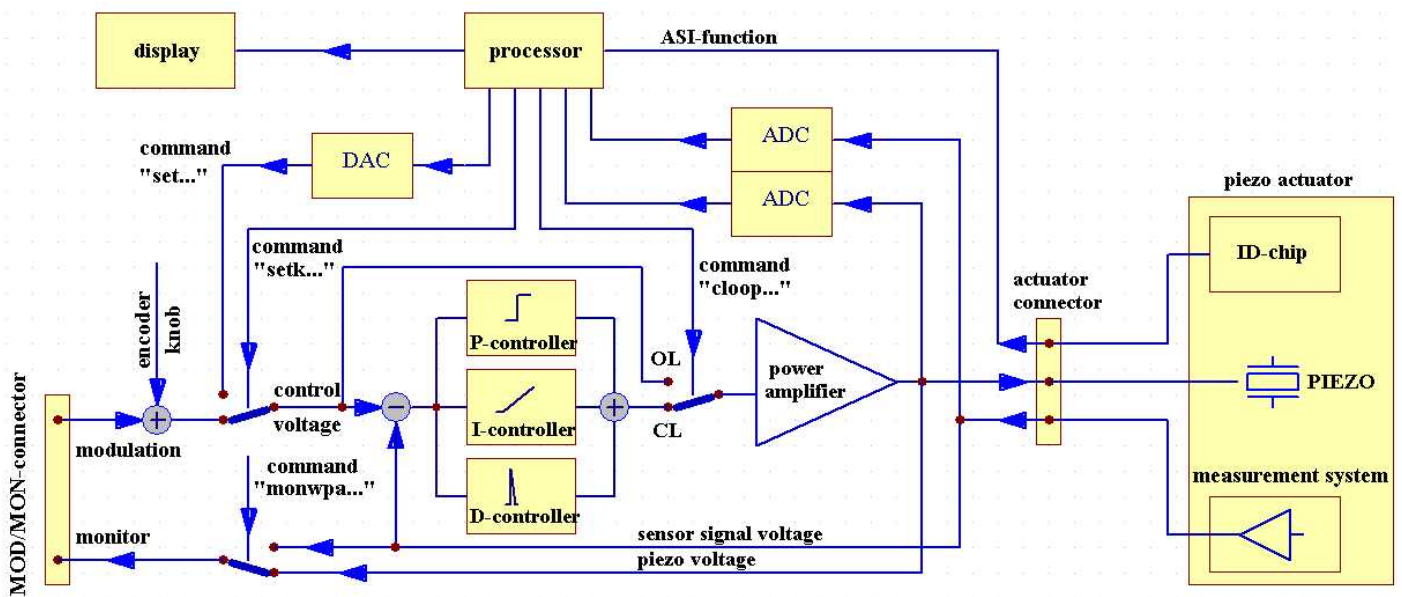 display
processor
ASI-function
command
"set..."
DAC
ADC
ADC
piezo actuator
command
"setk..."
command
"cloop..."
ID-chip
actuator
connector
encoder
knob
P-controller
OL
power
amplifier
PIEZO
control
voltage
I-controller
CL
modulation
command
"monwpa..."
measurement system
D-controller
MOD/MON-connector
monitor
sensor signal voltage
piezo voltage